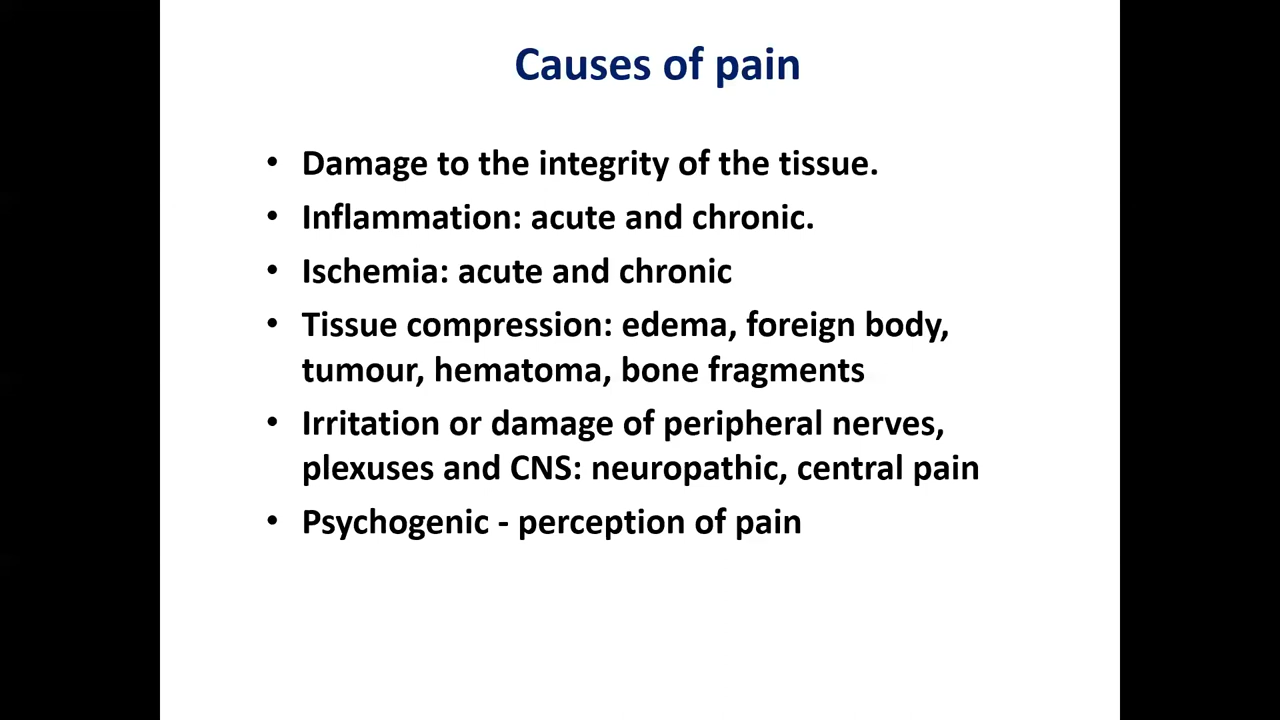 Causes of pain
• Damage to the integrity of the tissue.
• Inflammation: acute and chronic.
• Ischemia: acute and chronic
• Tissue compression: edema, foreign body,
tumour, hematoma, bone fragments
• Irritation or damage of peripheral nerves,
plexuses and CNS: neuropathic, central pain
• Psychogenic - perception of pain